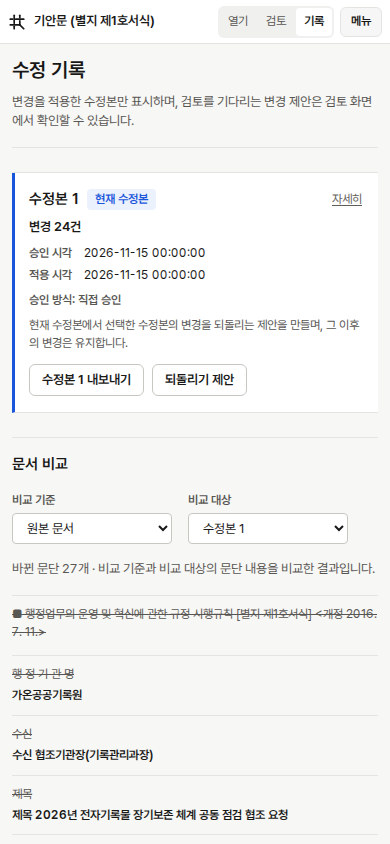 기안문 (별지 제1호서식)
열기 검토 기록 메뉴
수정 기록
변경을 적용한 수정본만 표시하며, 검토를 기다리는 변경 제안은 검토 화면
에서 확인할 수 있습니다.
수정본 1 현재 수정본 자세히
변경 24건
승인 시각 2026-11-15 00:00:00
적용 시각 2026-11-15 00:00:00
승인 방식: 직접 승인
현재 수정본에서 선택한 수정본의 변경을 되돌리는 제안을 만들며, 그 이후
의 변경은 유지합니다.
수정본 1 내보내기 되돌리기 제안
문서 비교
비교 기준 비교 대상
원본 문서 수정본 1
바뀐 문단 27개 · 비교 기준과 비교 대상의 문단 내용을 비교한 결과입니다.
■ 행정업무의 운영 및 혁신에 관한 규정 시행규칙 [별지 제1호서식] <개정 2016.
7. 11.>
행 정 기 관 명
가온공공기록원
수신
수신 협조기관장(기록관리과장)
제목
제목 2026년 전자기록물 장기보존 체계 공동 점검 협조 요청